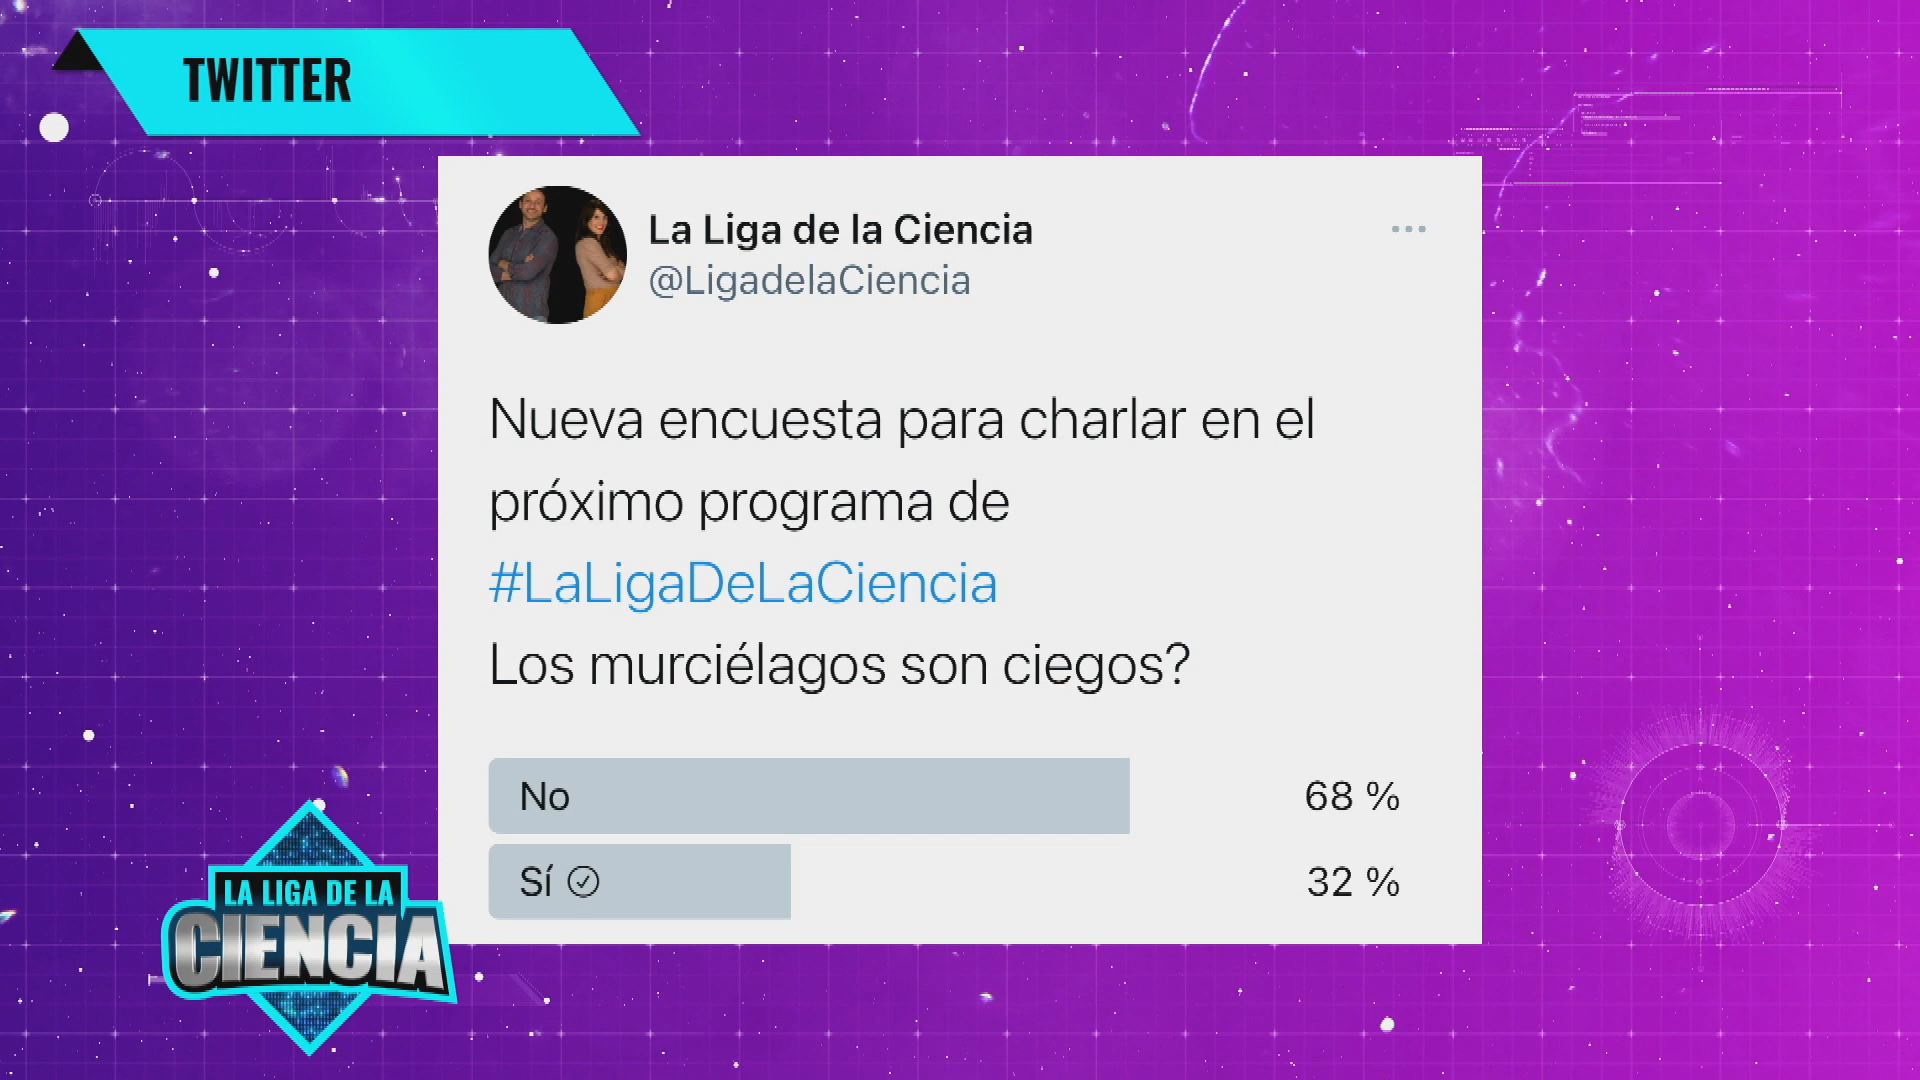 TWITTER
La Liga de la Ciencia
@LigadelaCiencia
Nueva encuesta para charlar en el
próximo programa de
#LaLigaDeLaCiencia
Los murciélagos son ciegos?
No 68 %
Sí 32 %
LA LIGA DE LA
CIENCIA